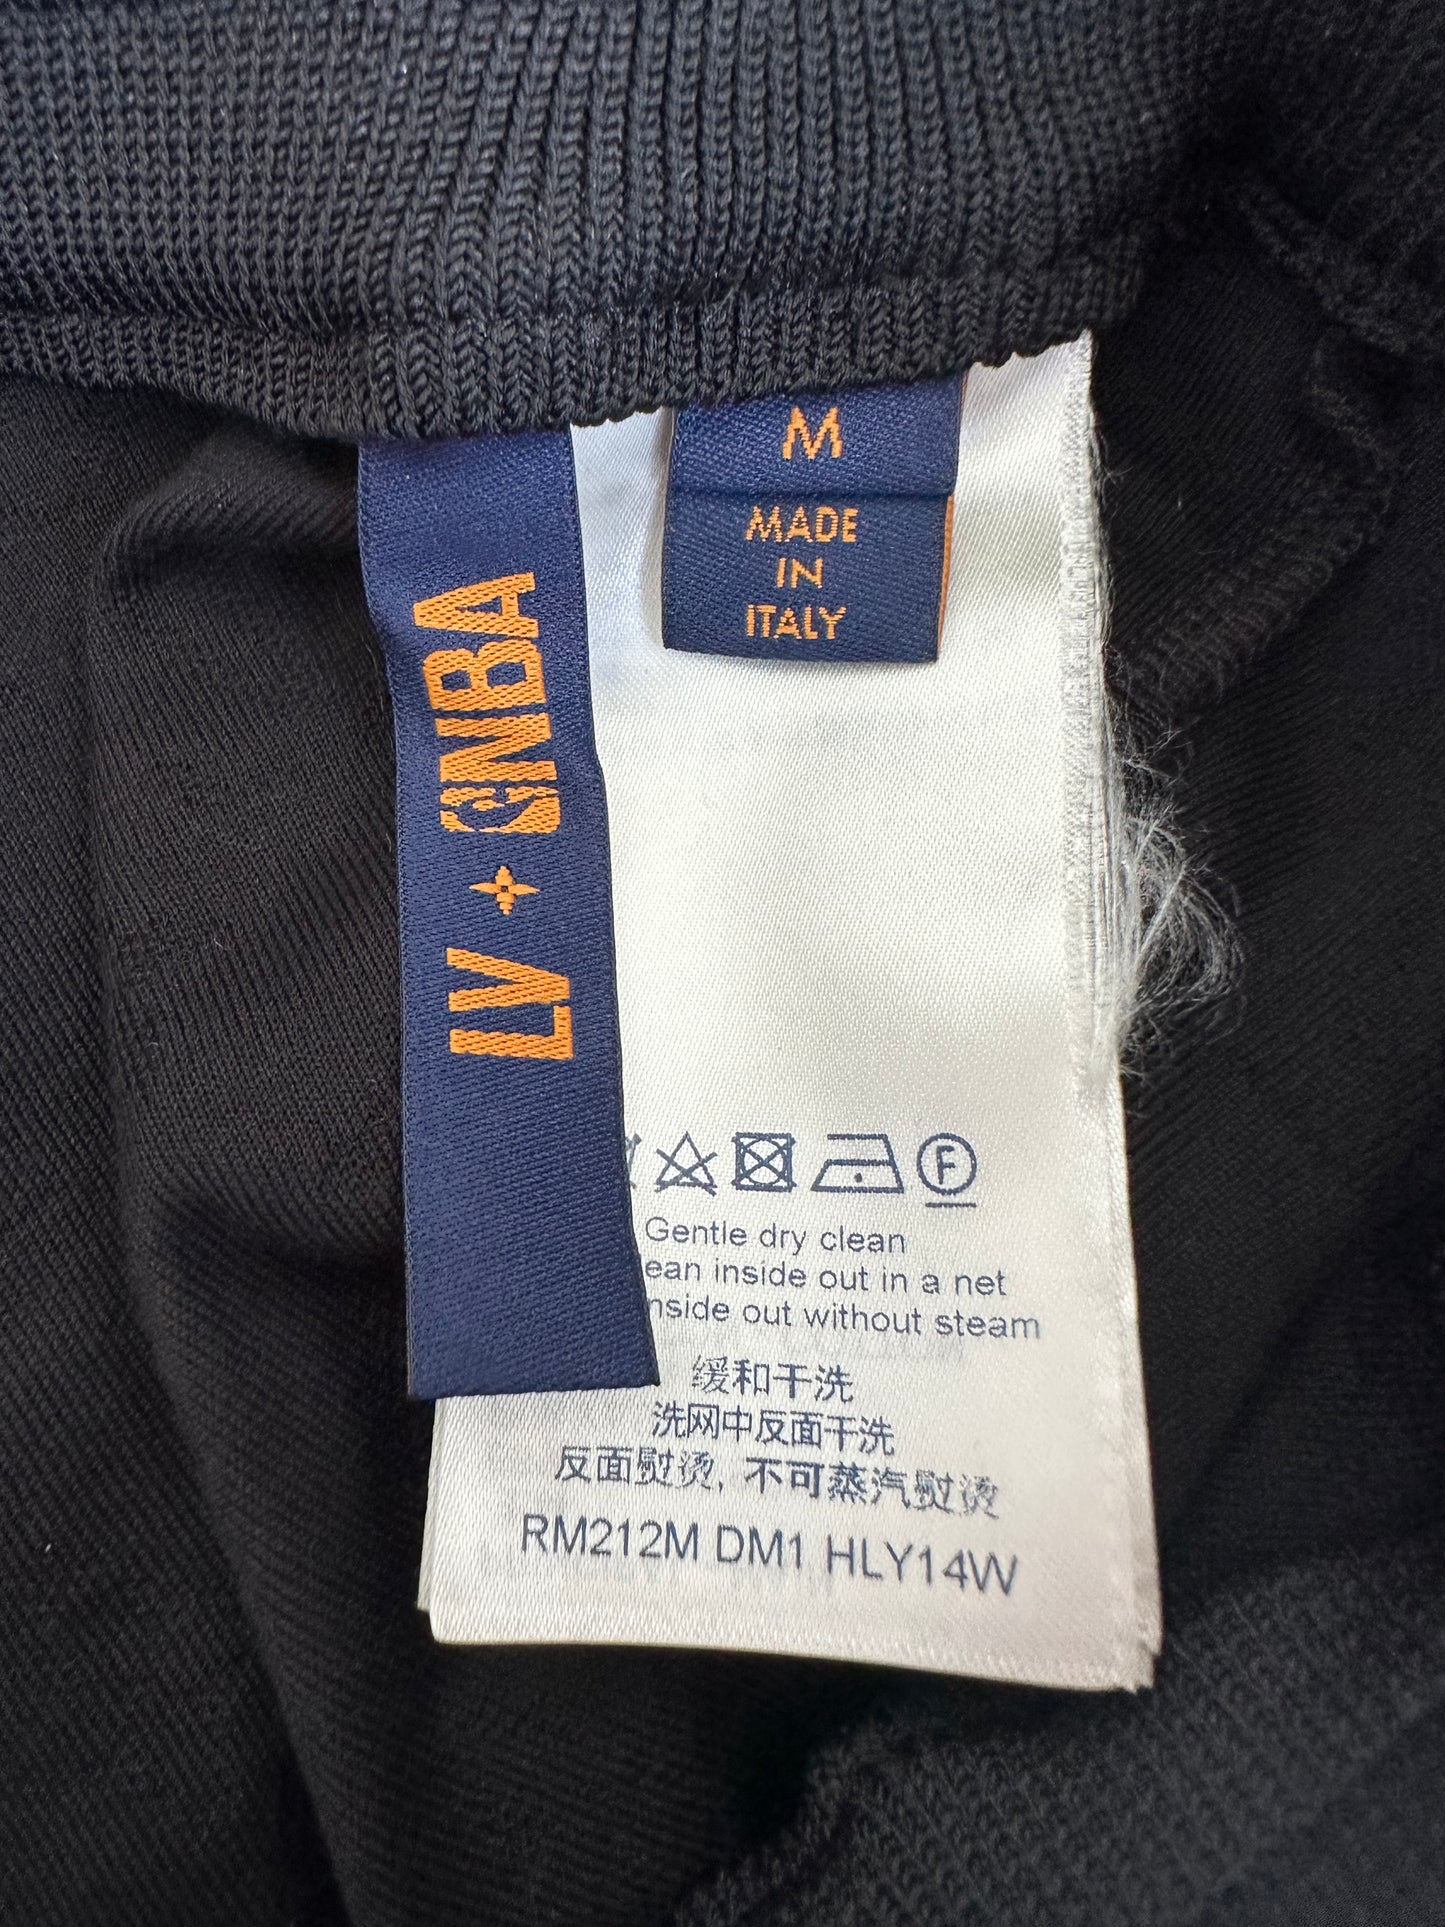 M
MADE
IN
ITALY
LV + NBA
F
Gentle dry clean
inside out in a net
out without steam
缓和干洗
洗网中反面干洗
反面熨烫, 不可蒸汽熨烫
RM212M DM1 HLY14W